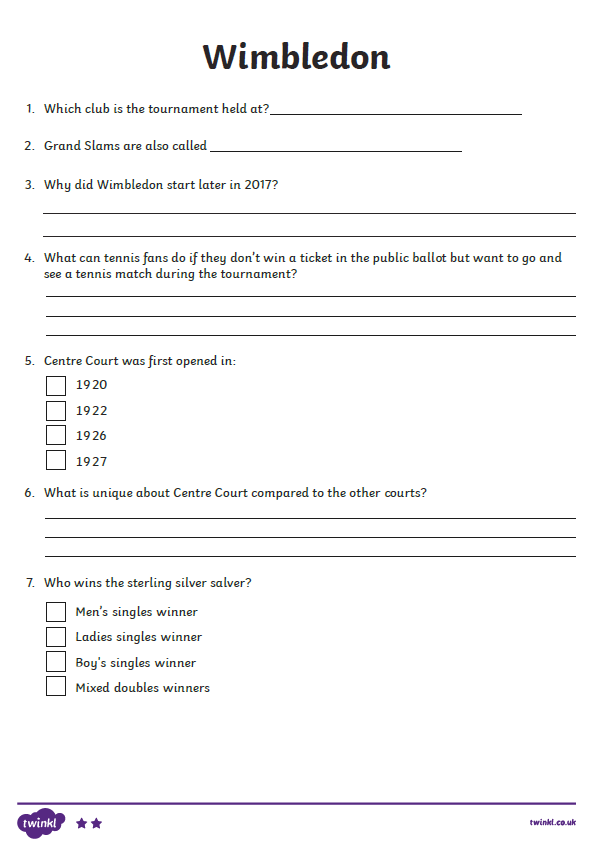 Wimbledon
1. Which club is the tournament held at?
2. Grand Slams are also called
3. Why did Wimbledon start later in 2017?
4. What can tennis fans do if they don't win a ticket in the public ballot but want to go and
see a tennis match during the tournament?
5. Centre Court was first opened in:
1920
1922
1926
1927
6. What is unique about Centre Court compared to the other courts?
7. Who wins the sterling silver salver?
Men's singles winner
Ladies singles winner
Boy's singles winner
Mixed doubles winners
twinkl
twinkl.co.uk